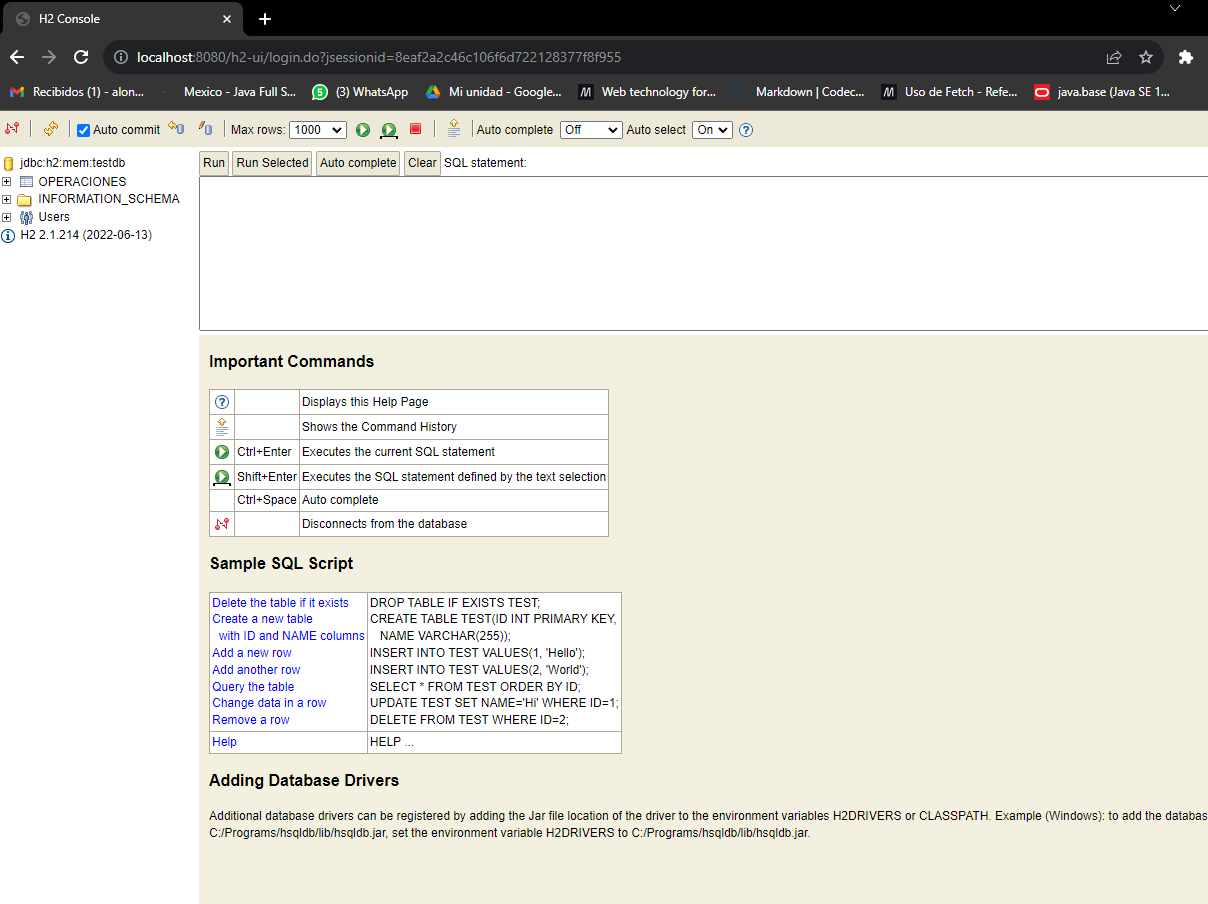 H2 Console
localhost:8080/h2-ui/login.do?jsessionid=8eaf2a2c46c106f6d722128377f8f955
Recibidos (1) - alon... Mexico - Java Full S... 5 (3) WhatsApp Mi unidad - Google... M Web technology for... Markdown | Codec... M Uso de Fetch - Refe... java.base (Java SE 1...
Auto commit Max rows: 1000 Auto complete Off Auto select On ?
jdbc:h2:mem:testdb
OPERACIONES
INFORMATION_SCHEMA
Users
H2 2.1.214 (2022-06-13)
Run Run Selected Auto complete Clear SQL statement:
Important Commands
? Displays this Help Page
Shows the Command History
Ctrl+Enter Executes the current SQL statement
Shift+Enter Executes the SQL statement defined by the text selection
Ctrl+Space Auto complete
Disconnects from the database
Sample SQL Script
Delete the table if it exists DROP TABLE IF EXISTS TEST;
Create a new table CREATE TABLE TEST(ID INT PRIMARY KEY,
with ID and NAME columns NAME VARCHAR(255));
Add a new row INSERT INTO TEST VALUES(1, 'Hello');
Add another row INSERT INTO TEST VALUES(2, 'World');
Query the table SELECT * FROM TEST ORDER BY ID;
Change data in a row UPDATE TEST SET NAME='Hi' WHERE ID=1;
Remove a row DELETE FROM TEST WHERE ID=2;
Help HELP ...
Adding Database Drivers
Additional database drivers can be registered by adding the Jar file location of the driver to the environment variables H2DRIVERS or CLASSPATH. Example (Windows): to add the databas
C:/Programs/hsqldb/lib/hsqldb.jar, set the environment variable H2DRIVERS to C:/Programs/hsqldb/lib/hsqldb.jar.